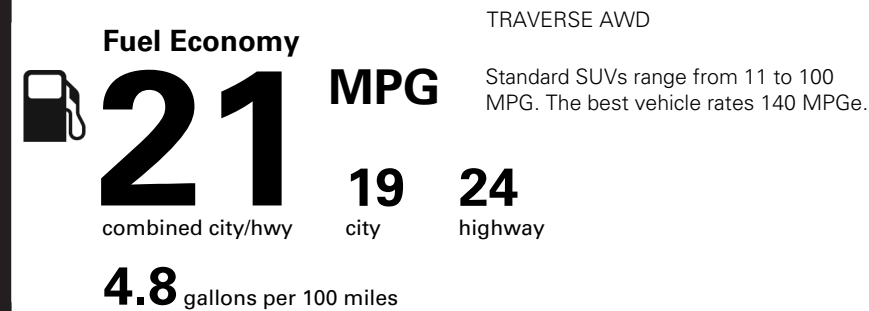 TRAVERSE AWD
Fuel Economy
21 MPG
Standard SUVs range from 11 to 100
MPG. The best vehicle rates 140 MPGe.
19 24
combined city/hwy city highway
4.8 gallons per 100 miles